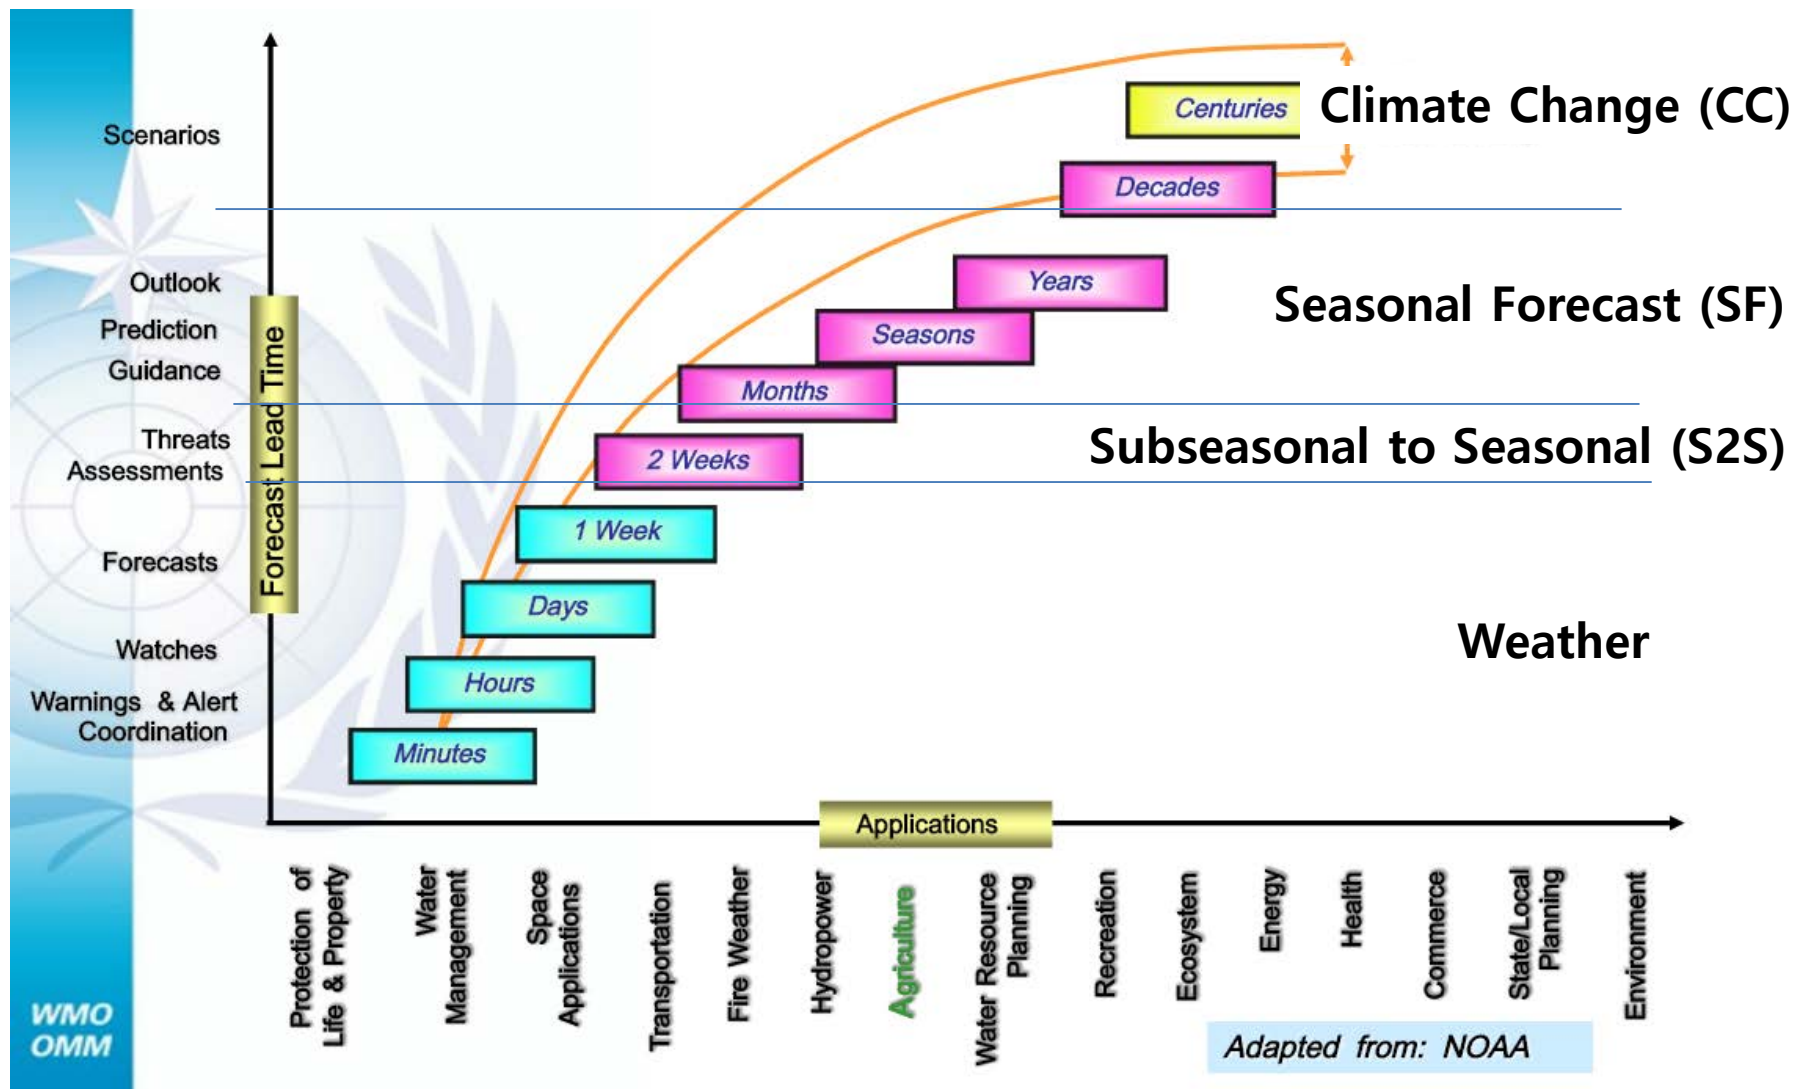 Centuries
Climate Change (CC)
Scenarios
Decades
Outlook
Years
Seasonal Forecast (SF)
Prediction
Seasons
Guidance
Months
Forecast Lead Time
Threats
Assessments
2 Weeks
Subseasonal to Seasonal (S2S)
1 Week
Forecasts
Days
Watches
Weather
Hours
Warnings & Alert
Coordination
Minutes
Applications
Protection of
Life & Property
Water
Management
Space
Applications
Transportation
Fire Weather
Hydropower
Agriculture
Water Resource
Planning
Recreation
Ecosystem
Energy
Health
Commerce
State/Local
Planning
Environment
WMO
OMM
Adapted from: NOAA